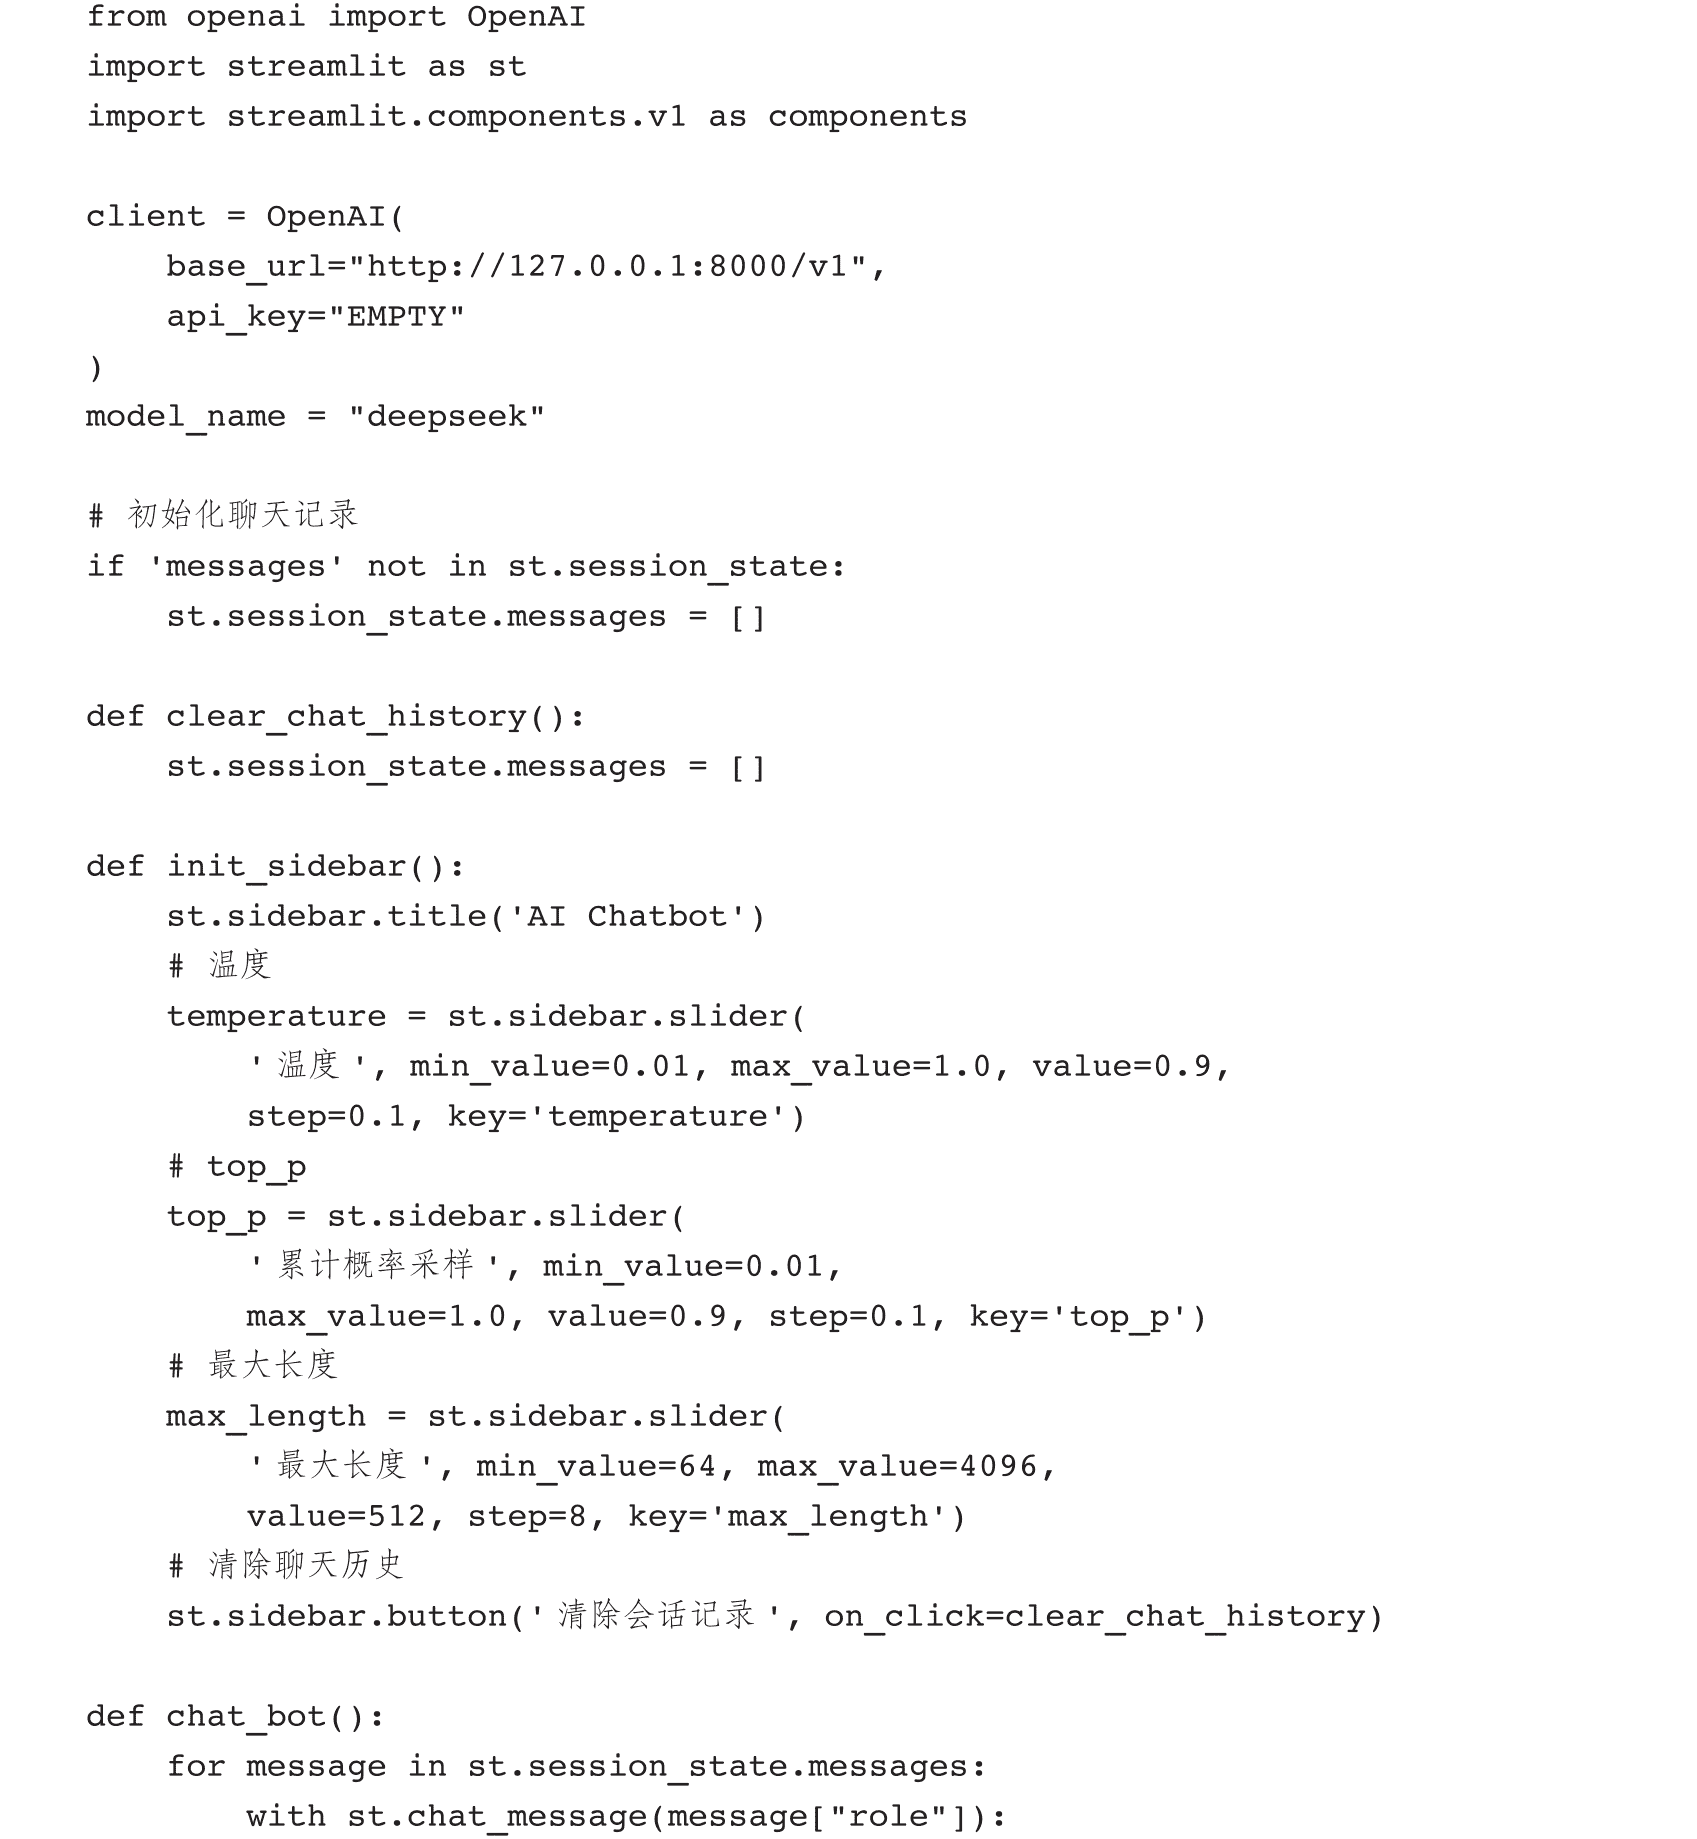 from openai import OpenAI
import streamlit as st
import streamlit.components.v1 as components

client = OpenAI(
    base_url="http://127.0.0.1:8000/v1",
    api_key="EMPTY"
)
model_name = "deepseek"

# 初始化聊天记录
if 'messages' not in st.session_state:
    st.session_state.messages = []

def clear_chat_history():
    st.session_state.messages = []

def init_sidebar():
    st.sidebar.title('AI Chatbot')
    # 温度
    temperature = st.sidebar.slider(
        '温度', min_value=0.01, max_value=1.0, value=0.9,
        step=0.1, key='temperature')
    # top_p
    top_p = st.sidebar.slider(
        '累计概率采样', min_value=0.01,
        max_value=1.0, value=0.9, step=0.1, key='top_p')
    # 最大长度
    max_length = st.sidebar.slider(
        '最大长度', min_value=64, max_value=4096,
        value=512, step=8, key='max_length')
    # 清除聊天历史
    st.sidebar.button('清除会话记录', on_click=clear_chat_history)

def chat_bot():
    for message in st.session_state.messages:
        with st.chat_message(message["role"]):